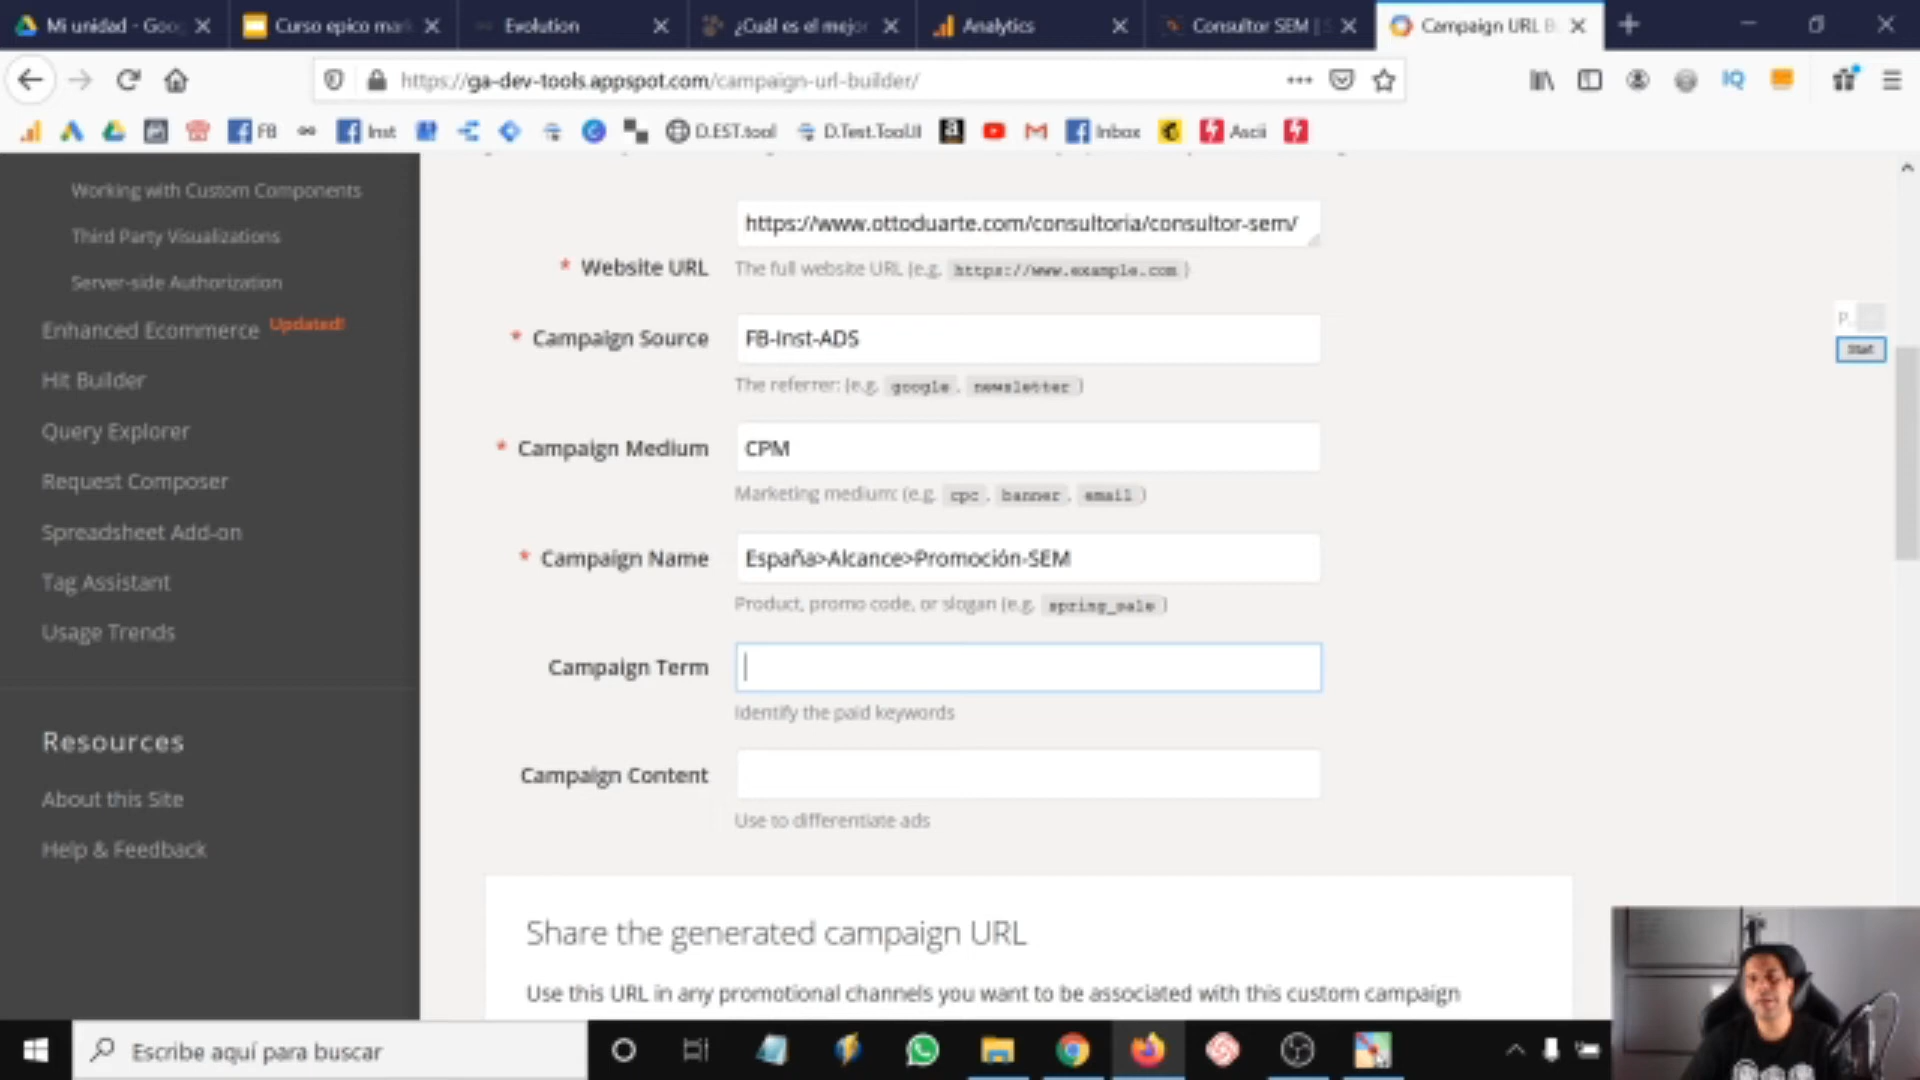 Mi unidad - Goo
Curso epico mar
Evolution
¿Cuál es el mejo
Analytics
Consultor SEM | S
Campaign URL B
https://ga-dev-tools.appspot.com/campaign-url-builder/
IQ
FB
Inst
D.EST.tool
D.Test.ToolJI
Inbox
Ascii
Working with Custom Components
Third Party Visualizations
Server-side Authorization
Enhanced Ecommerce Updated!
Hit Builder
Query Explorer
Request Composer
Spreadsheet Add-on
Tag Assistant
Usage Trends
Resources
About this Site
Help & Feedback
https://www.ottoduarte.com/consultoria/consultor-sem/
* Website URL
The full website URL (e.g. https://www.example.com )
* Campaign Source
FB-Inst-ADS
The referrer: (e.g. google , newsletter )
* Campaign Medium
CPM
Marketing medium: (e.g. cpc , banner , email )
* Campaign Name
España>Alcance>Promoción-SEM
Product, promo code, or slogan (e.g. spring_sale )
Campaign Term
Identify the paid keywords
Campaign Content
Use to differentiate ads
Share the generated campaign URL
Use this URL in any promotional channels you want to be associated with this custom campaign
P..
Start
Escribe aquí para buscar